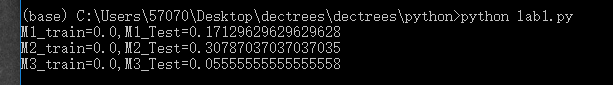 (base) C:\Users\57070\Desktop\dectrees\dectrees\python>python lab1.py
M1_train=0.0,M1_Test=0.17129629629629628
M2_train=0.0,M2_Test=0.30787037037037035
M3_train=0.0,M3_Test=0.05555555555555558